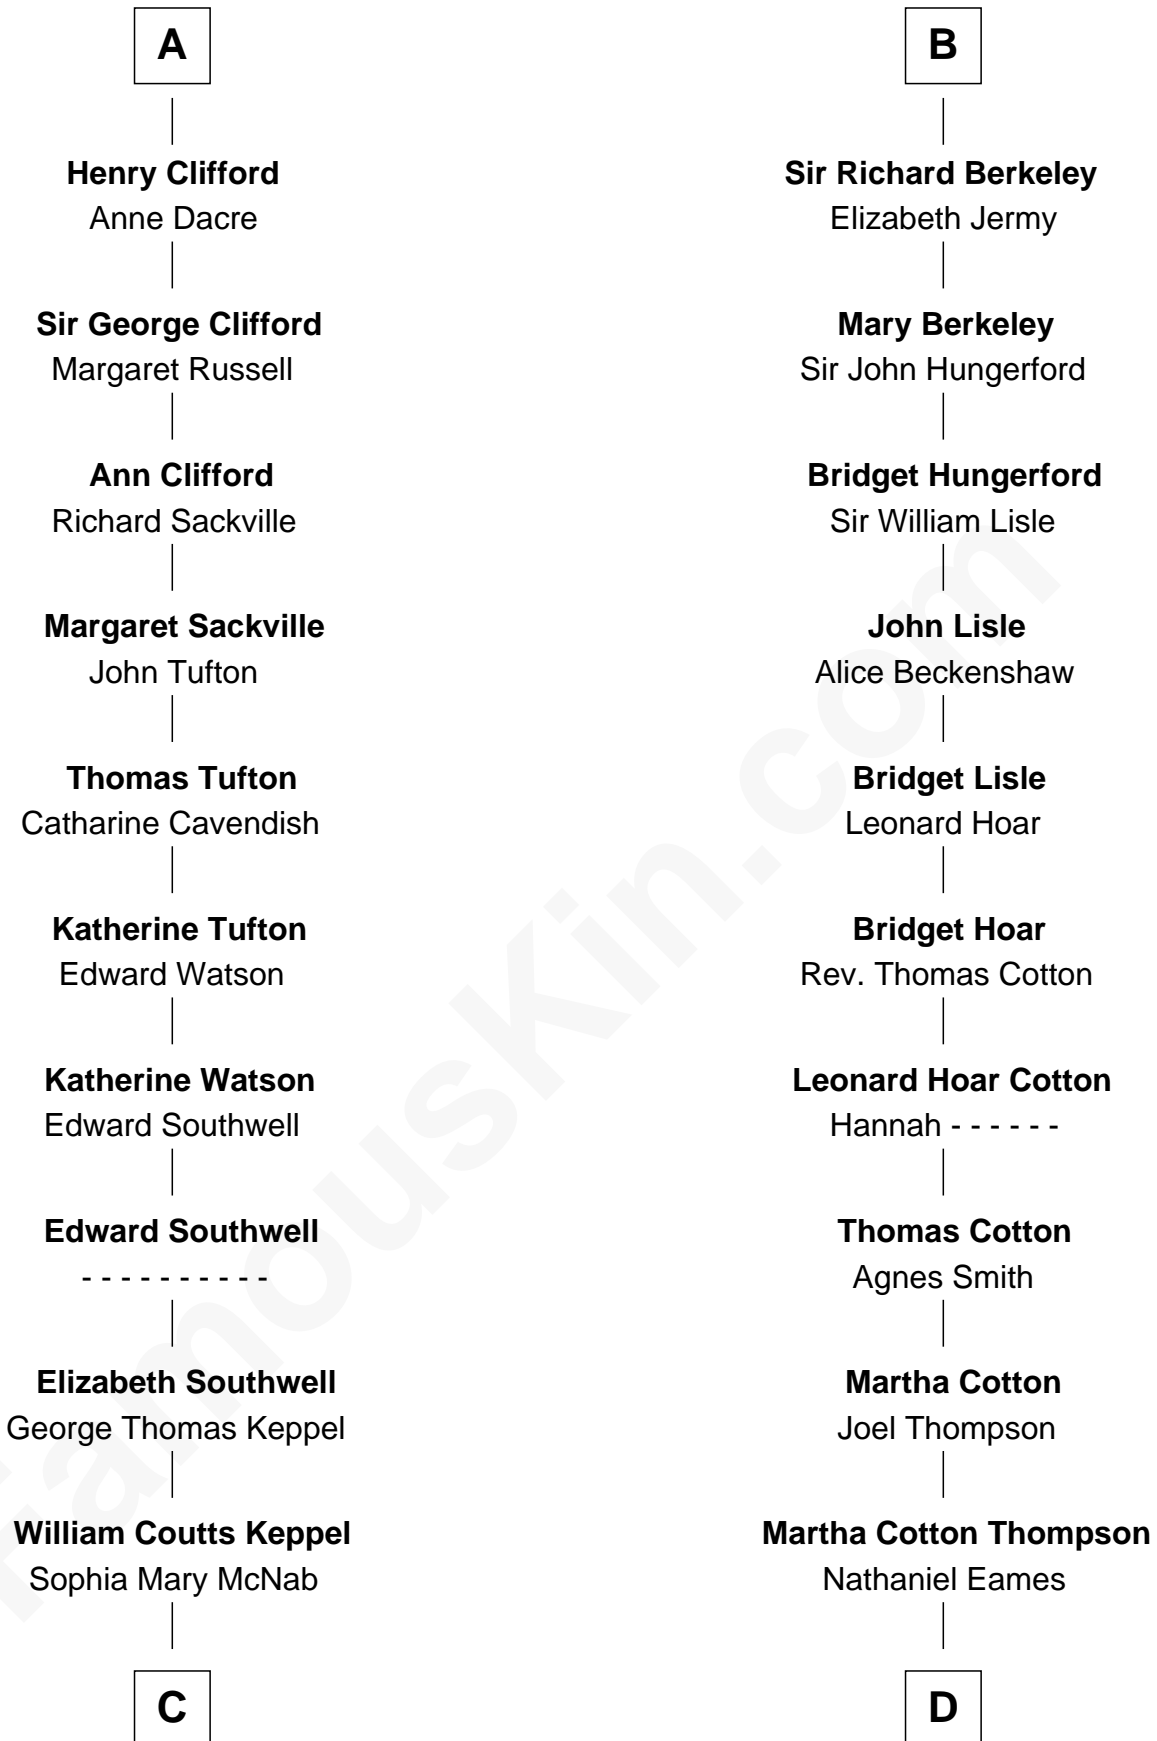 A
Henry Clifford
Anne Dacre
Sir George Clifford
Margaret Russell
Ann Clifford
Richard Sackville
Margaret Sackville
John Tufton
Thomas Tufton
Catharine Cavendish
Katherine Tufton
Edward Watson
Katherine Watson
Edward Southwell
Edward Southwell
- - - - - - - - - -
Elizabeth Southwell
George Thomas Keppel
William Coutts Keppel
Sophia Mary McNab
C
B
Sir Richard Berkeley
Elizabeth Jermy
Mary Berkeley
Sir John Hungerford
Bridget Hungerford
Sir William Lisle
John Lisle
Alice Beckenshaw
Bridget Lisle
Leonard Hoar
Bridget Hoar
Rev. Thomas Cotton
Leonard Hoar Cotton
Hannah - - - - - -
Thomas Cotton
Agnes Smith
Martha Cotton
Joel Thompson
Martha Cotton Thompson
Nathaniel Eames
D
FamousKin.com